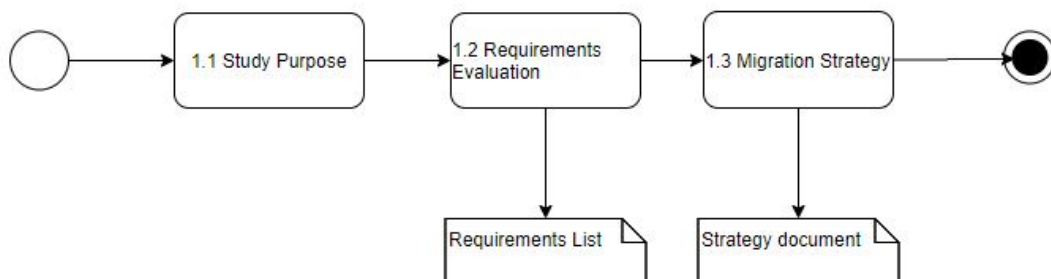 1.1 Study Purpose
1.2 Requirements
Evaluation
1.3 Migration Strategy
Requirements List
Strategy document